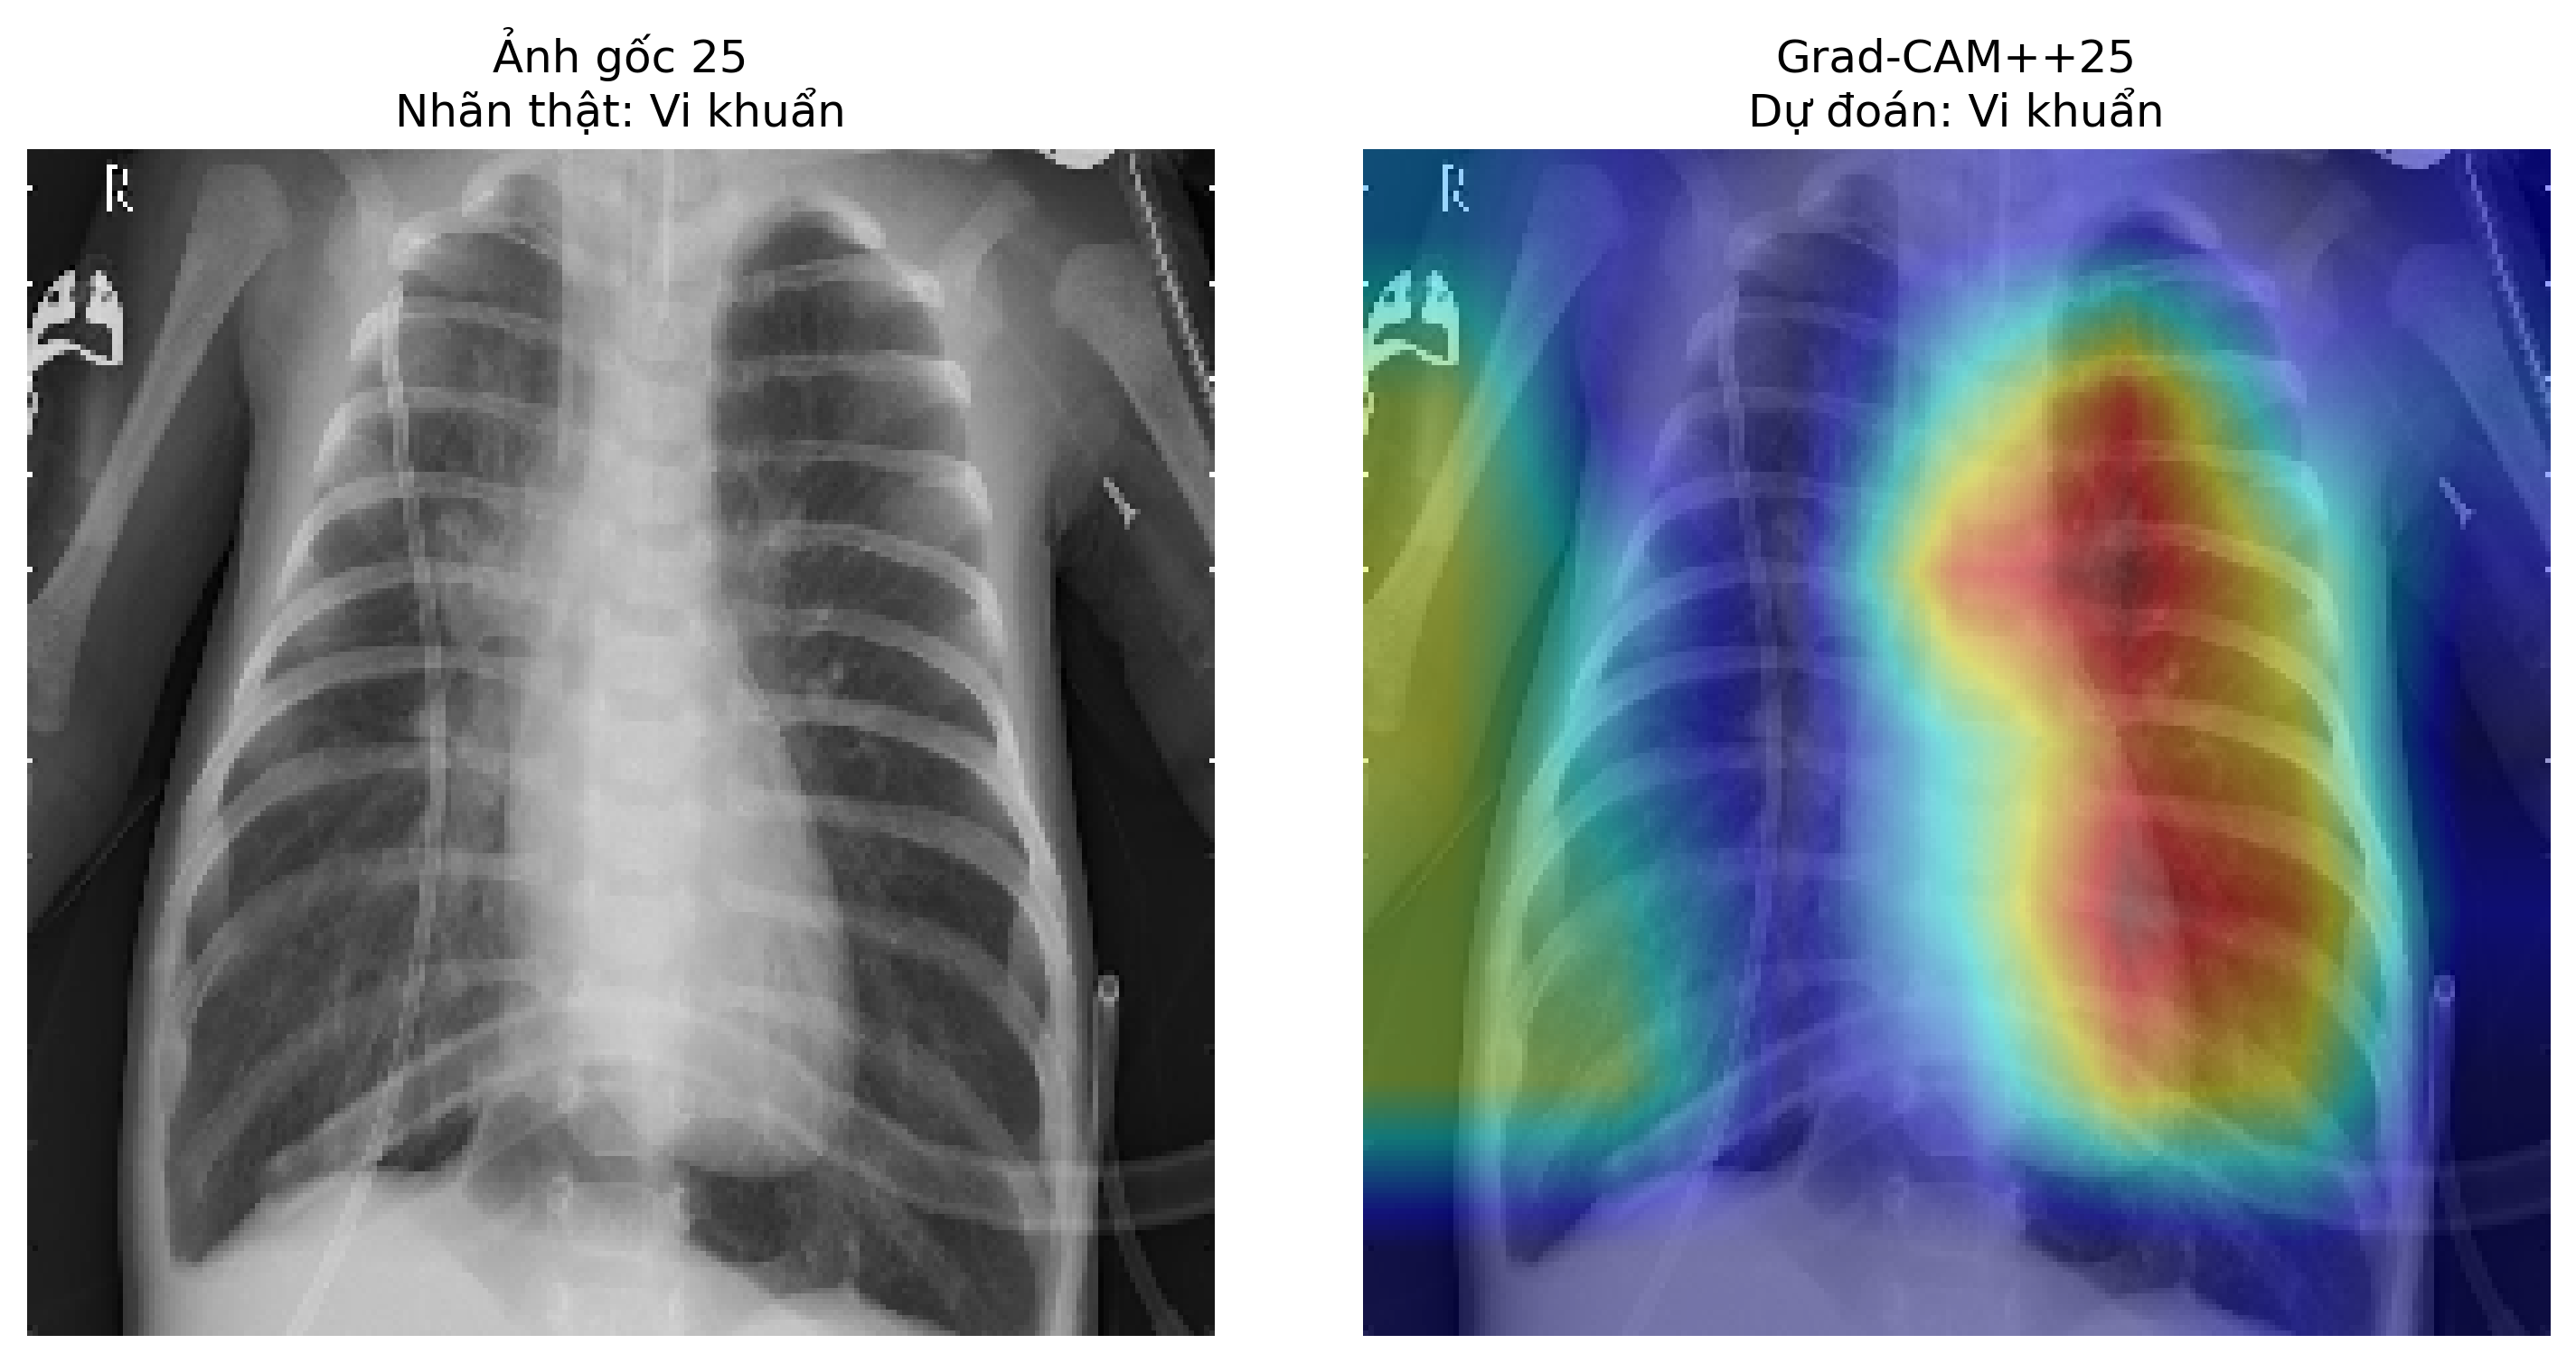 Ảnh gốc 25
Nhãn thật: Vi khuẩn
Grad-CAM++25
Dự đoán: Vi khuẩn
R
R